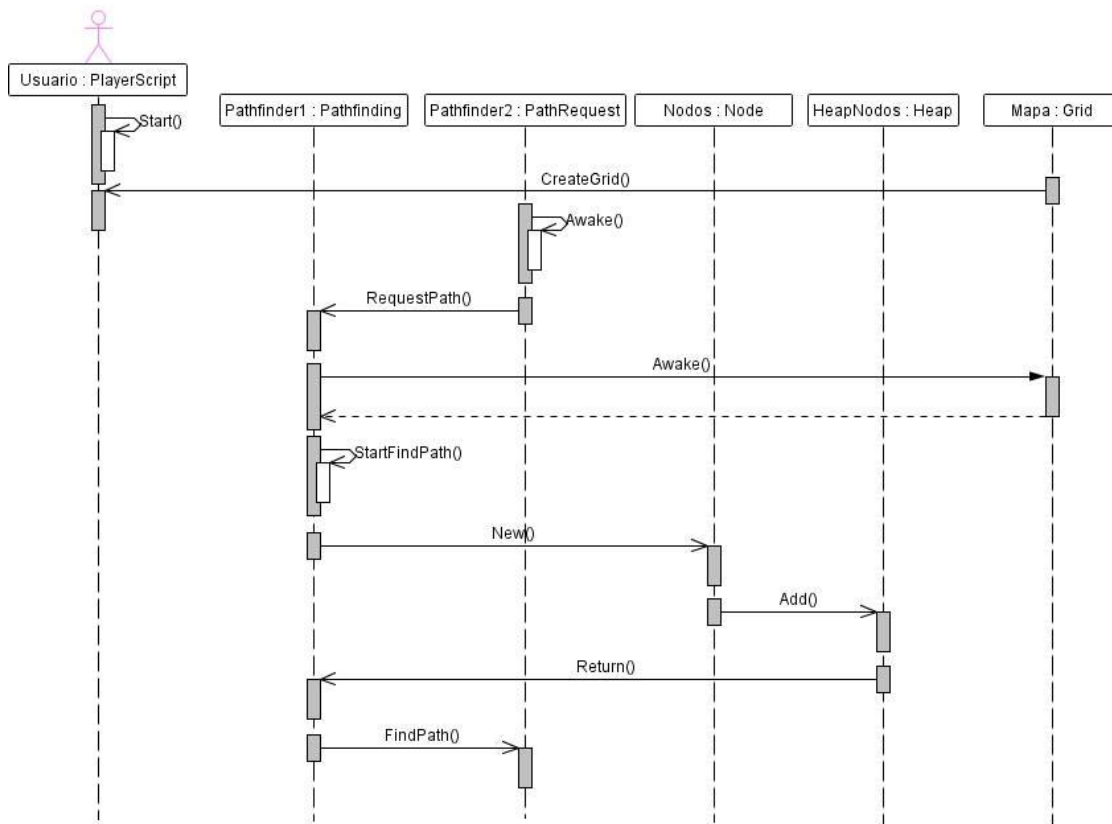 Usuario : PlayerScript
Pathfinder1 : Pathfinding
Pathfinder2 : PathRequest
Nodos : Node
HeapNodos : Heap
Mapa : Grid
Start()
CreateGrid()
Awake()
RequestPath()
Awake()
StartFindPath()
New()
Add()
Return()
FindPath()